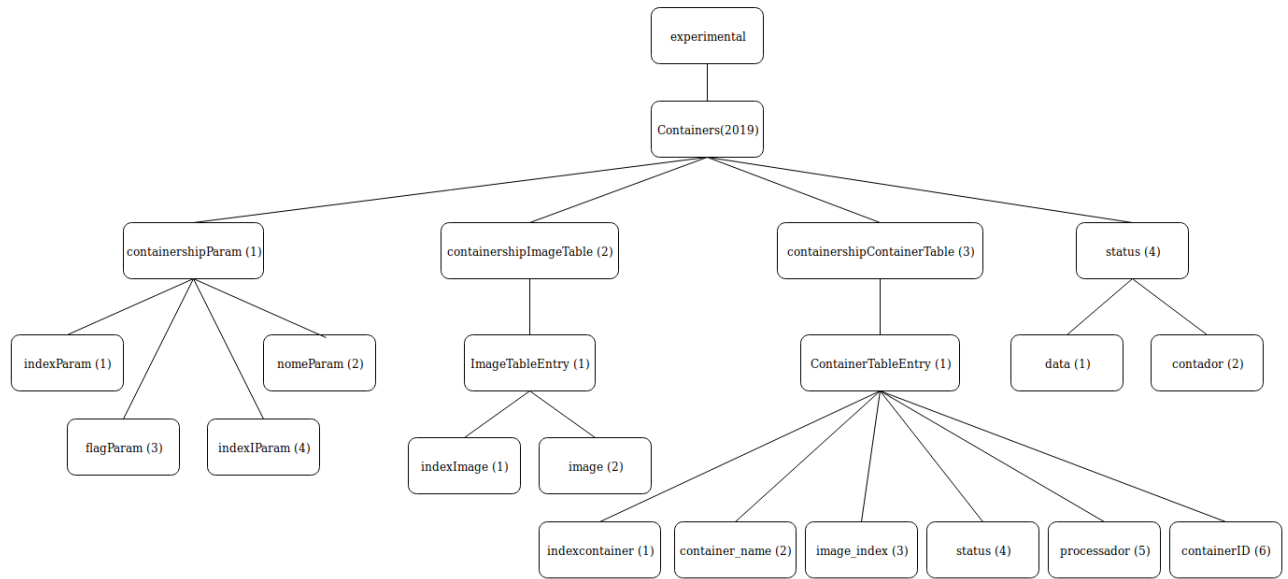 experimental
Containers(2019)
containershipParam (1)
containershipImageTable (2)
containershipContainerTable (3)
status (4)
indexParam (1)
nomeParam (2)
ImageTableEntry (1)
ContainerTableEntry (1)
data (1)
contador (2)
flagParam (3)
indexIParam (4)
indexImage (1)
image (2)
indexcontainer (1)
container_name (2)
image_index (3)
status (4)
processador (5)
containerID (6)